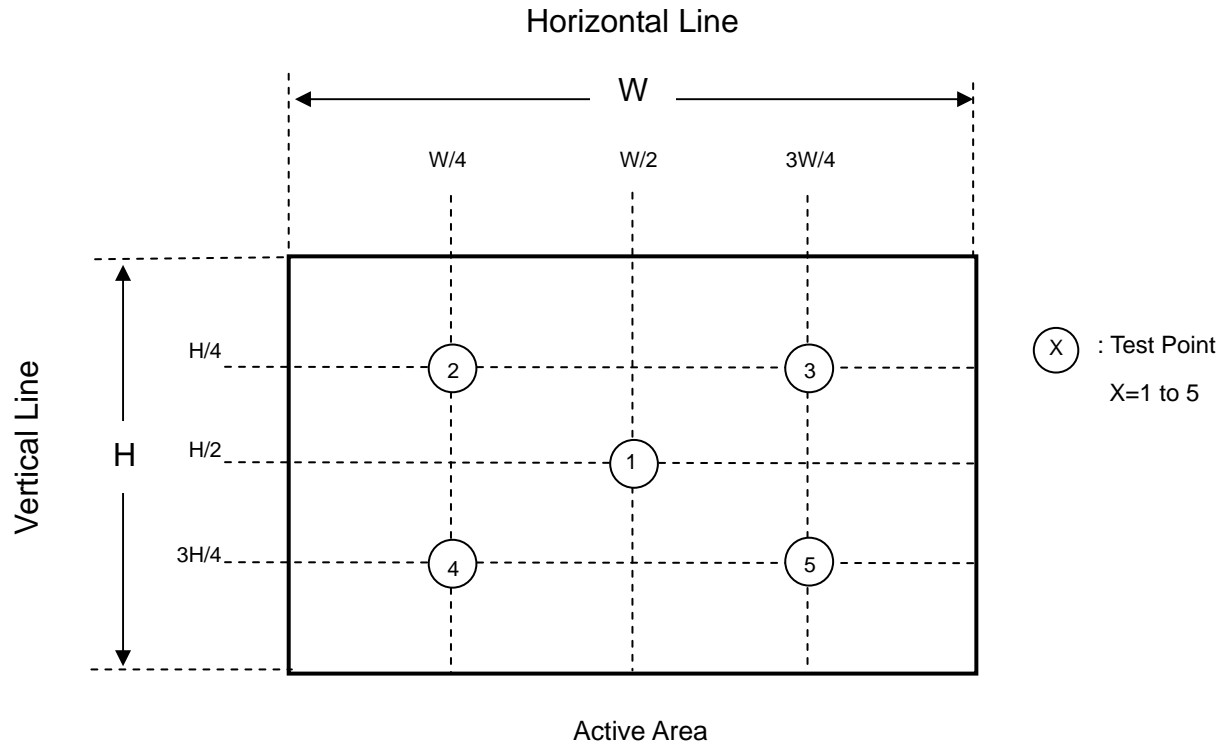 Horizontal Line
W
W/4 W/2 3W/4
Vertical Line
H
H/4
H/2
3H/4
2 3
1
4 5
X : Test Point
X=1 to 5
Active Area